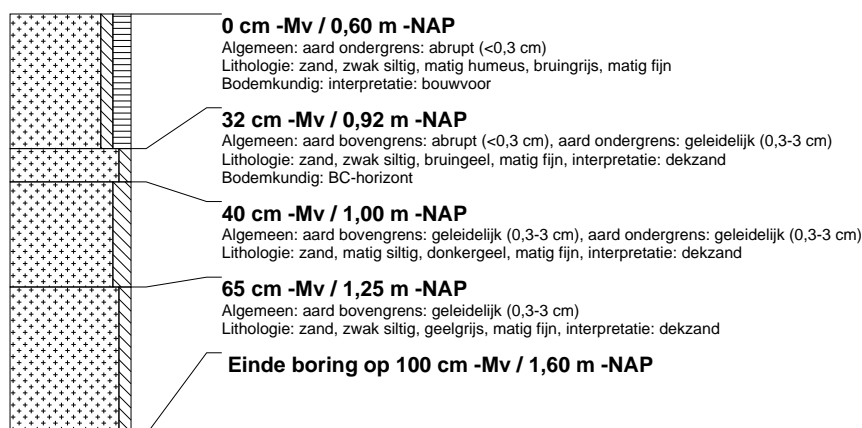 0 cm -Mv / 0,60 m -NAP
Algemeen: aard ondergrens: abrupt (<0,3 cm)
Lithologie: zand, zwak siltig, matig humeus, bruingrijs, matig fijn
Bodemkundig: interpretatie: bouwvoor
32 cm -Mv / 0,92 m -NAP
Algemeen: aard bovengrens: abrupt (<0,3 cm), aard ondergrens: geleidelijk (0,3-3 cm)
Lithologie: zand, zwak siltig, bruingeel, matig fijn, interpretatie: dekzand
Bodemkundig: BC-horizont
40 cm -Mv / 1,00 m -NAP
Algemeen: aard bovengrens: geleidelijk (0,3-3 cm), aard ondergrens: geleidelijk (0,3-3 cm)
Lithologie: zand, matig siltig, donkergeel, matig fijn, interpretatie: dekzand
65 cm -Mv / 1,25 m -NAP
Algemeen: aard bovengrens: geleidelijk (0,3-3 cm)
Lithologie: zand, zwak siltig, geelgrijs, matig fijn, interpretatie: dekzand
Einde boring op 100 cm -Mv / 1,60 m -NAP